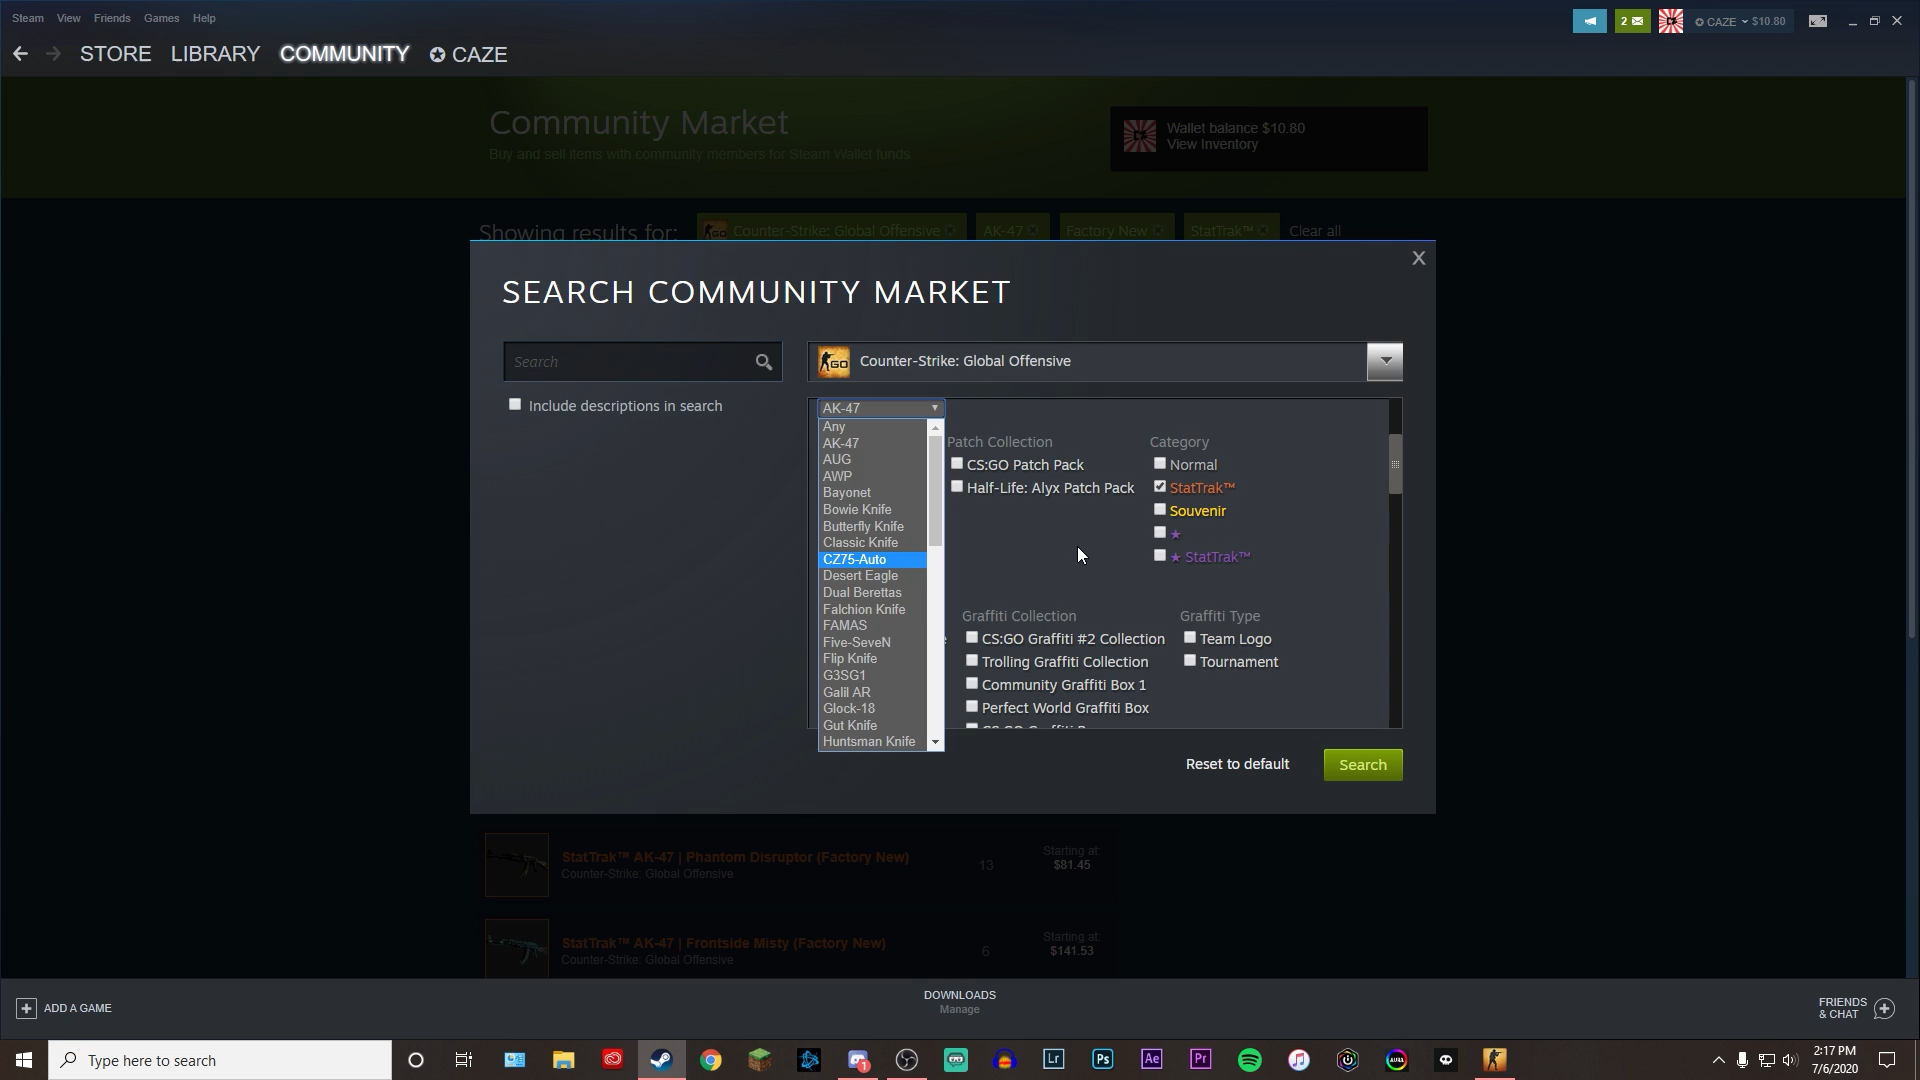 Steam View Friends Games Help
2 CAZE $10.80
STORE LIBRARY COMMUNITY CAZE
Community Market
Buy and sell items with community members for Steam Wallet funds
Wallet balance $10.80
View Inventory
Showing results for: Counter-Strike: Global Offensive AK-47 Factory New StatTrak™ Clear all
X
SEARCH COMMUNITY MARKET
Search
GO Counter-Strike: Global Offensive
Include descriptions in search
AK-47
Any
AK-47
AUG
AWP
Bayonet
Bowie Knife
Butterfly Knife
Classic Knife
CZ75-Auto
Desert Eagle
Dual Berettas
Falchion Knife
FAMAS
Five-SeveN
Flip Knife
G3SG1
Galil AR
Glock-18
Gut Knife
Huntsman Knife
Patch Collection
CS:GO Patch Pack
Half-Life: Alyx Patch Pack
Category
Normal
StatTrak™
Souvenir
★
★ StatTrak™
Graffiti Collection
CS:GO Graffiti #2 Collection
Trolling Graffiti Collection
Community Graffiti Box 1
Perfect World Graffiti Box
Graffiti Type
Team Logo
Tournament
Reset to default Search
StatTrak™ AK-47 | Phantom Disruptor (Factory New)
Counter-Strike: Global Offensive
13
Starting at:
$81.45
StatTrak™ AK-47 | Frontside Misty (Factory New)
Counter-Strike: Global Offensive
6
Starting at:
$141.53
ADD A GAME
DOWNLOADS
Manage
FRIENDS
& CHAT
Type here to search
1
Lr
Ps
Ae
Pr
2:17 PM
7/6/2020